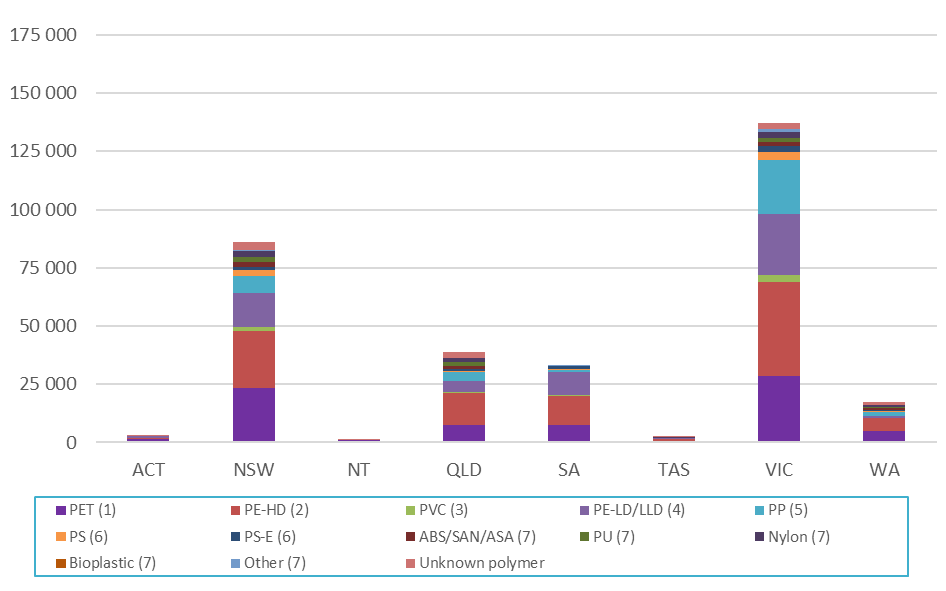 175 000
150 000
125 000
100 000
75 000
50 000
25 000
0
ACT NSW NT QLD SA TAS VIC WA
PET (1) PE-HD (2) PVC (3) PE-LD/LLD (4) PP (5)
PS (6) PS-E (6) ABS/SAN/ASA (7) PU (7) Nylon (7)
Bioplastic (7) Other (7) Unknown polymer